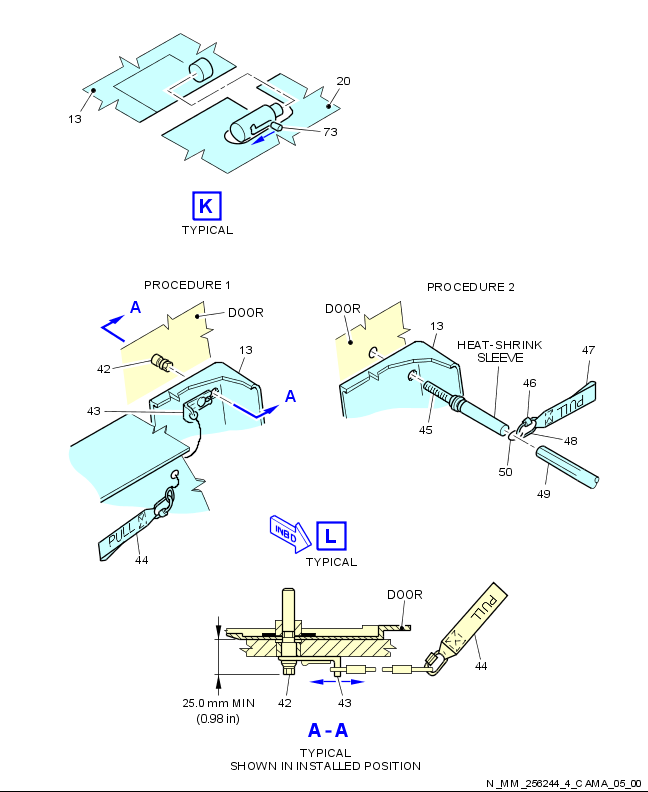 20
13
73
K
TYPICAL
PROCEDURE 1
PROCEDURE 2
A
DOOR
DOOR
13
13
HEAT-SHRINK
SLEEVE
47
42
46
A
43
45
PULL
48
50
49
PULL
44
INBD
L
TYPICAL
DOOR
PULL
44
25.0 mm MIN
(0.98 in)
42
43
A-A
TYPICAL
SHOWN IN INSTALLED POSITION
N_MM_256244_4_CAMA_05_00